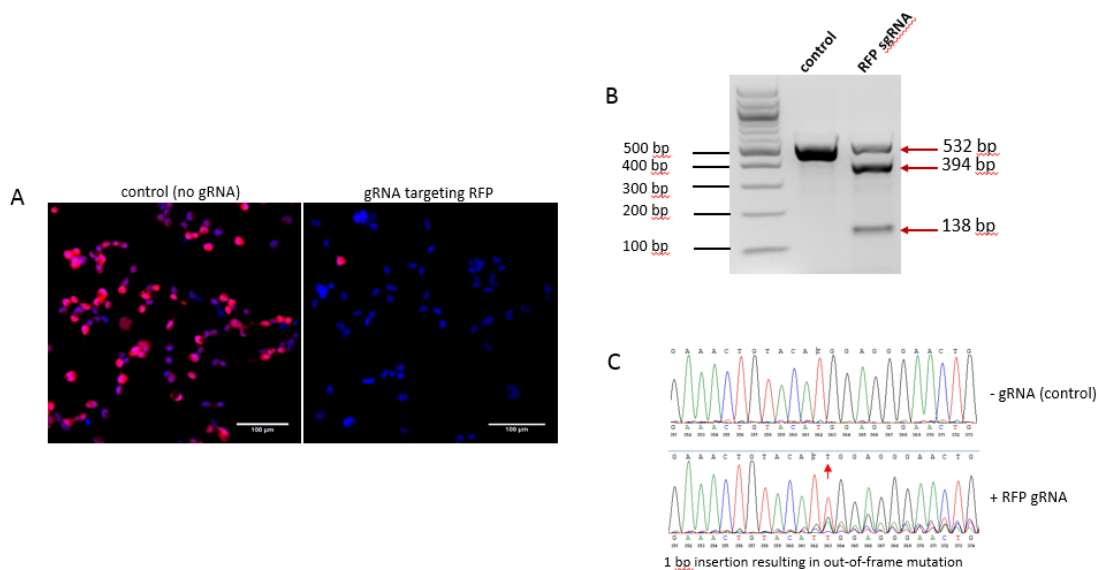 A
control (no gRNA)
gRNA targeting RFP
100 µm
100 µm
B
control
RFP sgRNA
500 bp
400 bp
300 bp
200 bp
100 bp
532 bp
394 bp
138 bp
C
G A A A C T G T A C A T G G A G G G A A C T G
G A A A C T G T A C A T G G A G G G A A C T G
- gRNA (control)
G A A A C T G T A C A T T G G A G G G A A C T G
G A A A C T G T A C A T T G G A G G G A A C T G
+ RFP gRNA
1 bp insertion resulting in out-of-frame mutation